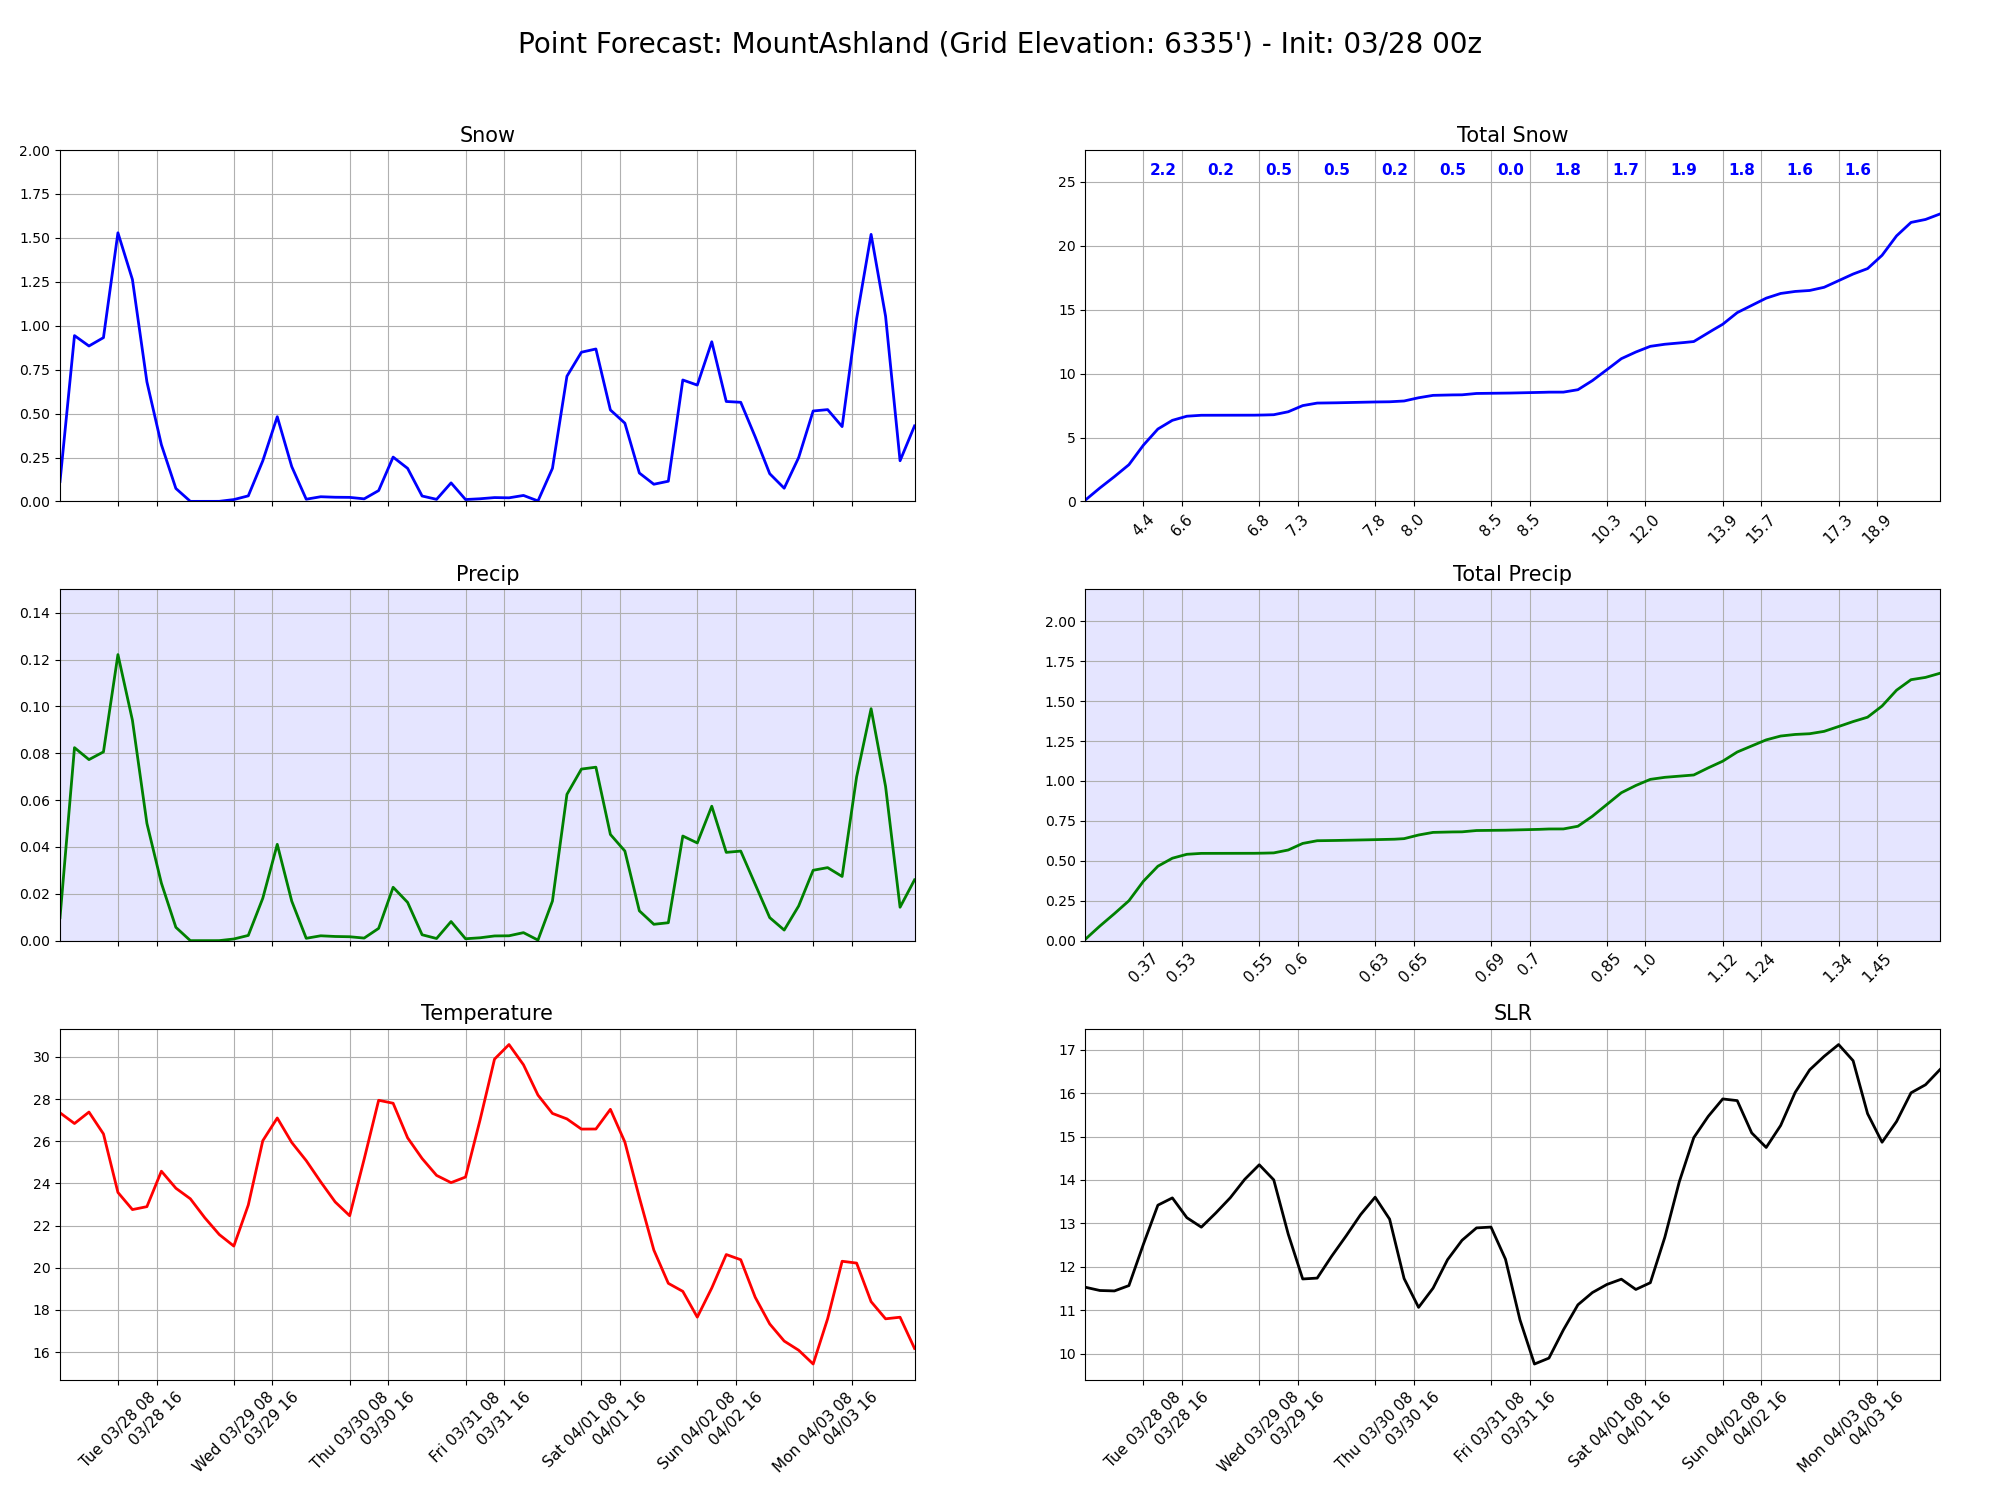 Point Forecast: MountAshland (Grid Elevation: 6335') - Init: 03/28 00z
Snow
2.00
1.75
1.50
1.25
1.00
0.75
0.50
0.25
0.00
Total Snow
2.2 0.2 0.5 0.5 0.2 0.5 0.0 1.8 1.7 1.9 1.8 1.6 1.6
25
20
15
10
5
0
4.4 6.6 6.8 7.3 7.8 8.0 8.5 8.5 10.3 12.0 13.9 15.7 17.3 18.9
Precip
0.14
0.12
0.10
0.08
0.06
0.04
0.02
0.00
Total Precip
2.00
1.75
1.50
1.25
1.00
0.75
0.50
0.25
0.00
0.37 0.53 0.55 0.6 0.63 0.65 0.69 0.7 0.85 1.0 1.12 1.24 1.34 1.45
Temperature
30
28
26
24
22
20
18
16
Tue 03/28 08
03/28 16
Wed 03/29 08
03/29 16
Thu 03/30 08
03/30 16
Fri 03/31 08
03/31 16
Sat 04/01 08
04/01 16
Sun 04/02 08
04/02 16
Mon 04/03 08
04/03 16
SLR
17
16
15
14
13
12
11
10
Tue 03/28 08
03/28 16
Wed 03/29 08
03/29 16
Thu 03/30 08
03/30 16
Fri 03/31 08
03/31 16
Sat 04/01 08
04/01 16
Sun 04/02 08
04/02 16
Mon 04/03 08
04/03 16